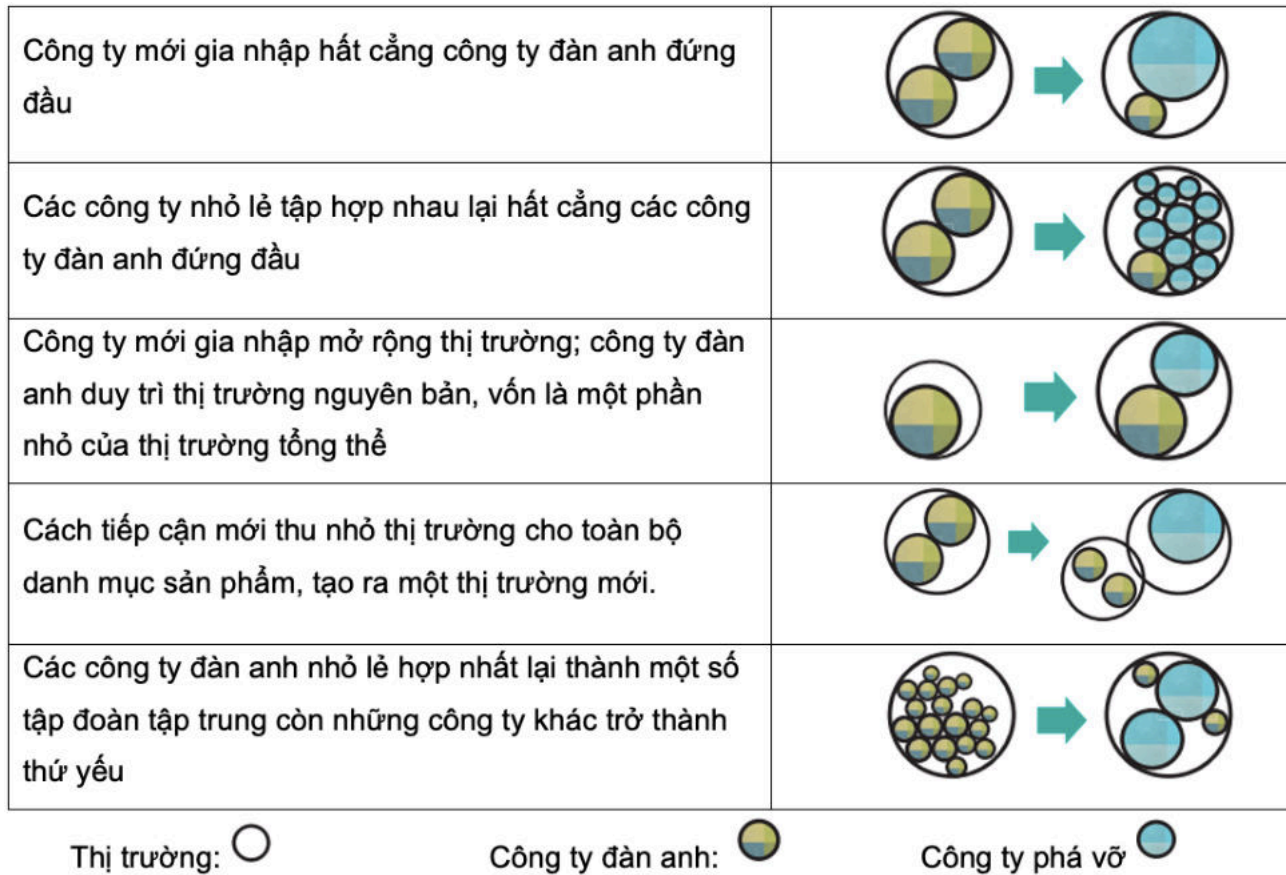 Công ty mới gia nhập hất cẳng công ty đàn anh đứng
đầu
Các công ty nhỏ lẻ tập hợp nhau lại hất cẳng các công
ty đàn anh đứng đầu
Công ty mới gia nhập mở rộng thị trường; công ty đàn
anh duy trì thị trường nguyên bản, vốn là một phần
nhỏ của thị trường tổng thể
Cách tiếp cận mới thu nhỏ thị trường cho toàn bộ
danh mục sản phẩm, tạo ra một thị trường mới.
Các công ty đàn anh nhỏ lẻ hợp nhất lại thành một số
tập đoàn tập trung còn những công ty khác trở thành
thứ yếu
Thị trường: Công ty đàn anh: Công ty phá vỡ